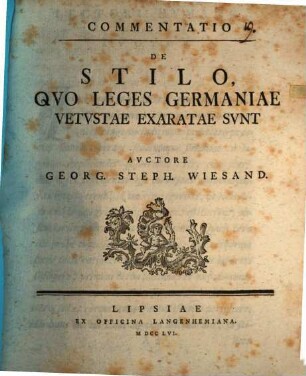 COMMENTATIO 19.
DE
STILO,
QVO LEGES GERMANIAE
VETVSTAE EXARATAE SVNT
AVCTORE
GEORG. STEPH. WIESAND.
LIPSIAE
EX OFFICINA LANGENHEMIANA.
M DCC LVI.